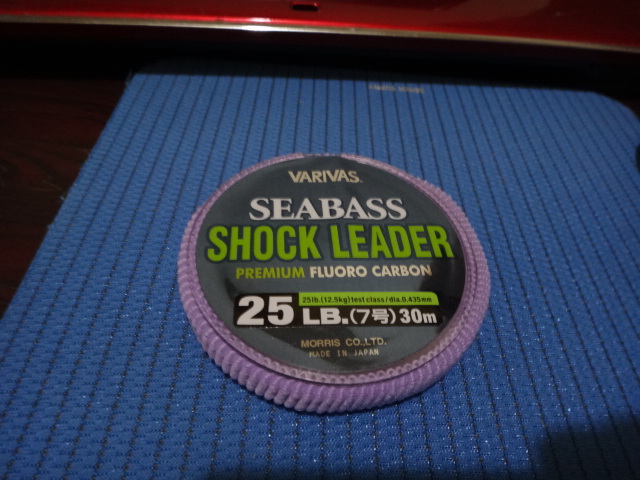 VARIVAS
SEABASS
SHOCK LEADER
PREMIUM FLUORO CARBON
25lb.(12.5kg)test class/dia.0.435mm
25 LB.(7号)30m
MORRIS CO.,LTD.
MADE IN JAPAN